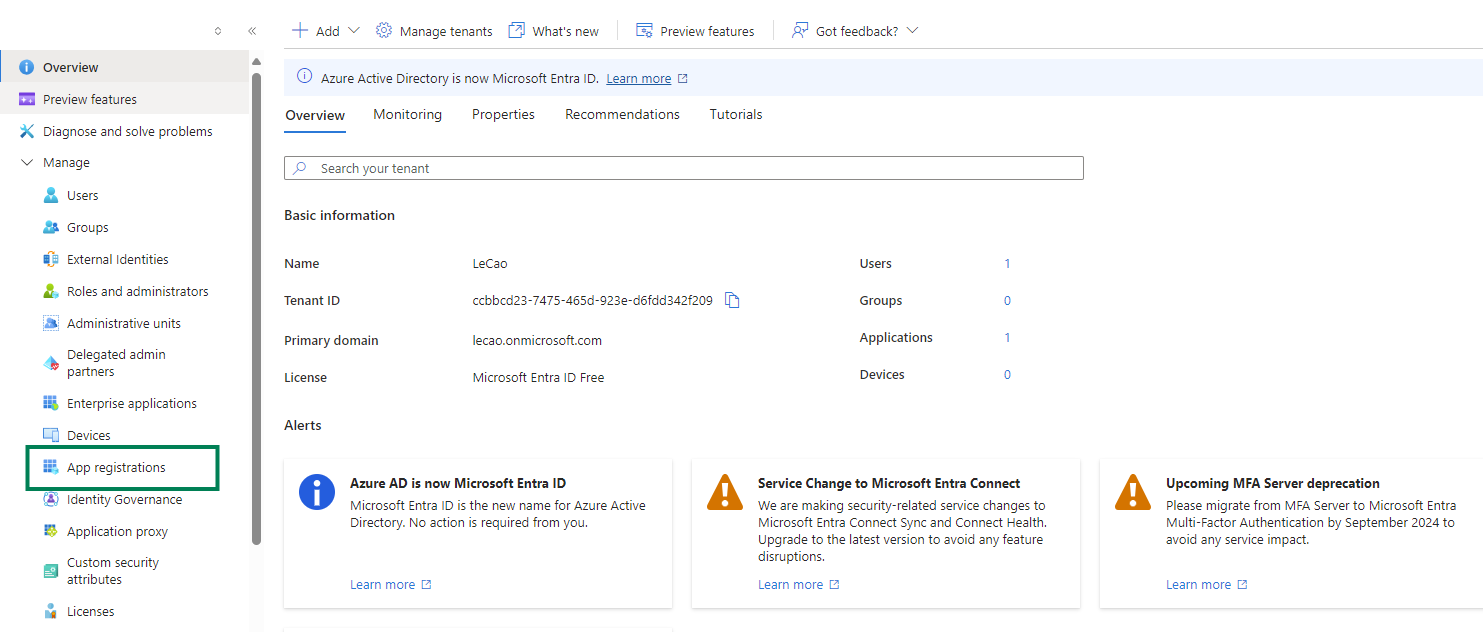 Add
Manage tenants
What's new
Preview features
Got feedback?
Overview
Preview features
Diagnose and solve problems
Manage
Users
Groups
External Identities
Roles and administrators
Administrative units
Delegated admin
partners
Enterprise applications
Devices
App registrations
Identity Governance
Application proxy
Custom security
attributes
Licenses
Azure Active Directory is now Microsoft Entra ID. Learn more
Overview Monitoring Properties Recommendations Tutorials
Search your tenant
Basic information
Name LeCao Users 1
Tenant ID ccbbcd23-7475-465d-923e-d6fdd342f209 Groups 0
Primary domain lecao.onmicrosoft.com Applications 1
License Microsoft Entra ID Free Devices 0
Alerts
Azure AD is now Microsoft Entra ID
Microsoft Entra ID is the new name for Azure Active
Directory. No action is required from you.
Learn more
Service Change to Microsoft Entra Connect
We are making security-related service changes to
Microsoft Entra Connect Sync and Connect Health.
Upgrade to the latest version to avoid any feature
disruptions.
Learn more
Upcoming MFA Server deprecation
Please migrate from MFA Server to Microsoft Entra
Multi-Factor Authentication by September 2024 to
avoid any service impact.
Learn more